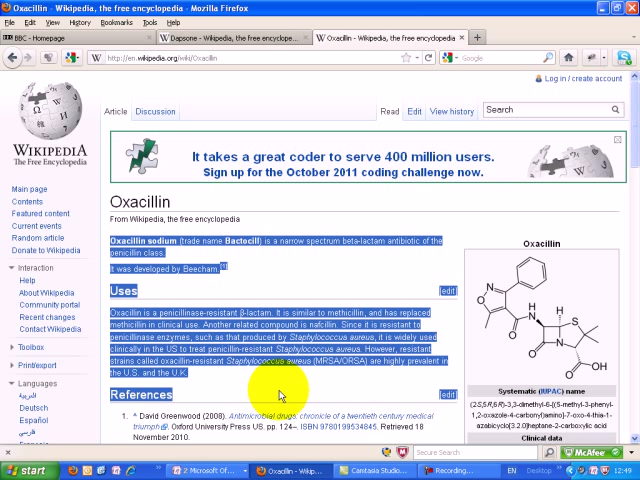 Oxacillin - Wikipedia, the free encyclopedia - Mozilla Firefox
File Edit View History Bookmarks Tools Help
BBC - Homepage
Dapsone - Wikipedia, the free encyclope...
Oxacillin - Wikipedia, the free encyclopedia
http://en.wikipedia.org/wiki/Oxacillin
Google
Log in / create account
WIKIPEDIA
The Free Encyclopedia
Article Discussion
Read Edit View history
Search
It takes a great coder to serve 400 million users.
Sign up for the October 2011 coding challenge now.
Main page
Contents
Featured content
Current events
Random article
Donate to Wikipedia
Interaction
Help
About Wikipedia
Community portal
Recent changes
Contact Wikipedia
Toolbox
Print/export
Languages
العربية
Deutsch
Español
فارسی
Oxacillin
From Wikipedia, the free encyclopedia
Oxacillin sodium (trade name Bactocill) is a narrow spectrum beta-lactam antibiotic of the
penicillin class.
It was developed by Beecham.[1]
Uses [edit]
Oxacillin is a penicillinase-resistant β-lactam. It is similar to methicillin, and has replaced
methicillin in clinical use. Another related compound is nafcillin. Since it is resistant to
penicillinase enzymes, such as that produced by Staphylococcus aureus, it is widely used
clinically in the US to treat penicillin-resistant Staphylococcus aureus. However, resistant
strains called oxacillin-resistant Staphylococcus aureus (MRSA/ORSA) are highly prevalent in
the U.S. and the U.K.
References [edit]
1. ^ David Greenwood (2008). Antimicrobial drugs: chronicle of a twentieth century medical
triumph. Oxford University Press US. pp. 124–. ISBN 9780199534845. Retrieved 18
November 2010.
Oxacillin
N
O
O
N
H
H
S
N
O
O
OH
Systematic (IUPAC) name
(2S,5R,6R)-3,3-dimethyl-6-[(5-methyl-3-phenyl-
1,2-oxazole-4-carbonyl)amino]-7-oxo-4-thia-1-
azabicyclo[3.2.0]heptane-2-carboxylic acid
Clinical data
Secure Search
McAfee
start
2 Microsoft Of...
Oxacillin - Wikip...
Camtasia Studio...
Recording...
EN
Desktop
12:49